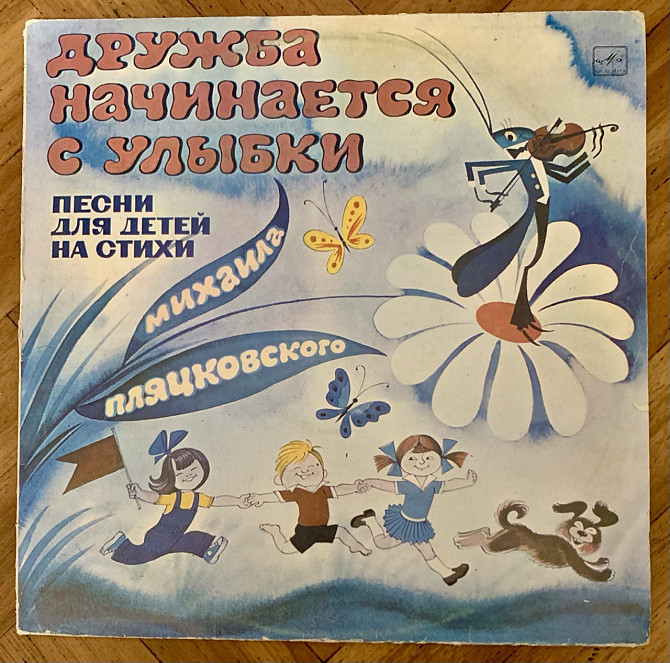 ДРУЖБА
НАЧИНАЕТСЯ
С УЛЫБКИ
ПЕСНИ
ДЛЯ ДЕТЕЙ
НА СТИХИ
МИХАИЛА
ПЛЯЦКОВСКОГО